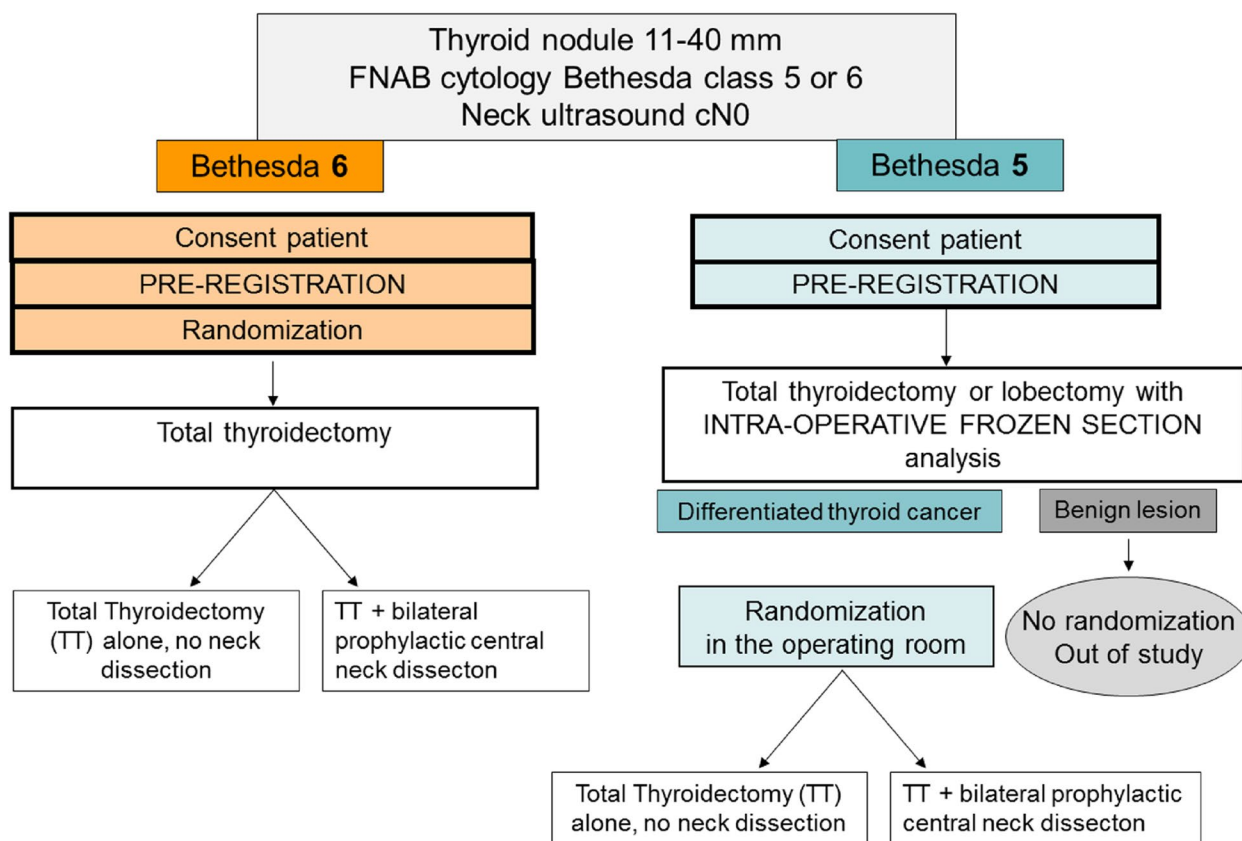 Thyroid nodule 11-40 mm
FNAB cytology Bethesda class 5 or 6
Neck ultrasound cN0
Bethesda 6
Consent patient
PRE-REGISTRATION
Randomization
Total thyroidectomy
Total Thyroidectomy
(TT) alone, no neck
dissection
TT + bilateral
prophylactic central
neck dissecton
Bethesda 5
Consent patient
PRE-REGISTRATION
Total thyroidectomy or lobectomy with
INTRA-OPERATIVE FROZEN SECTION
analysis
Differentiated thyroid cancer
Benign lesion
Randomization
in the operating room
No randomization
Out of study
Total Thyroidectomy (TT)
alone, no neck dissection
TT + bilateral prophylactic
central neck dissecton